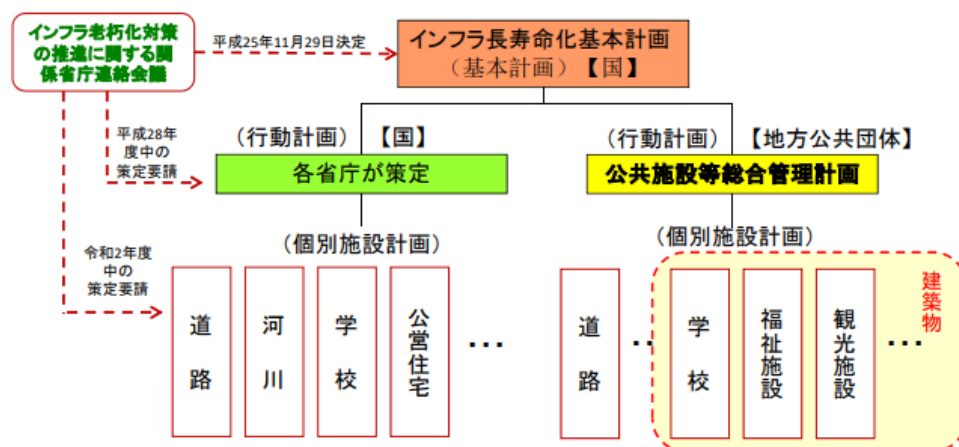 インフラ老朽化対策
の推進に関する関
係省庁連絡会議
平成25年11月29日決定
インフラ長寿命化基本計画
（基本計画）【国】
平成28年
度中の
策定要請
（行動計画）【国】
各省庁が策定
（行動計画）【地方公共団体】
公共施設等総合管理計画
令和2年度
中の
策定要請
（個別施設計画）
道路
河川
学校
公営住宅
…
（個別施設計画）
道路
‥
学校
福祉施設
観光施設
…
建築物